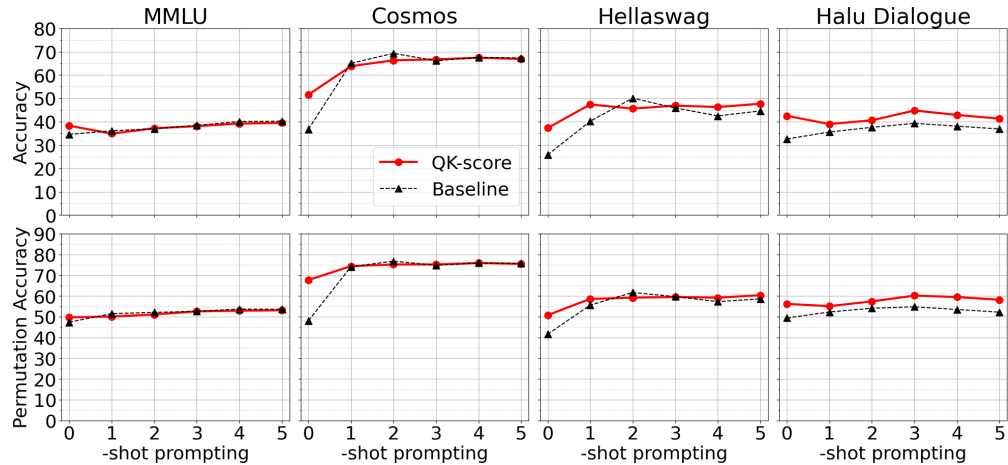 MMLU Cosmos Hellaswag Halu Dialogue
Accuracy
80
70
60
50
40
30
20
10
0
QK-score
Baseline
Permutation Accuracy
90
80
70
60
50
40
30
20
10
0
0 1 2 3 4 5 0 1 2 3 4 5 0 1 2 3 4 5 0 1 2 3 4 5
-shot prompting -shot prompting -shot prompting -shot prompting